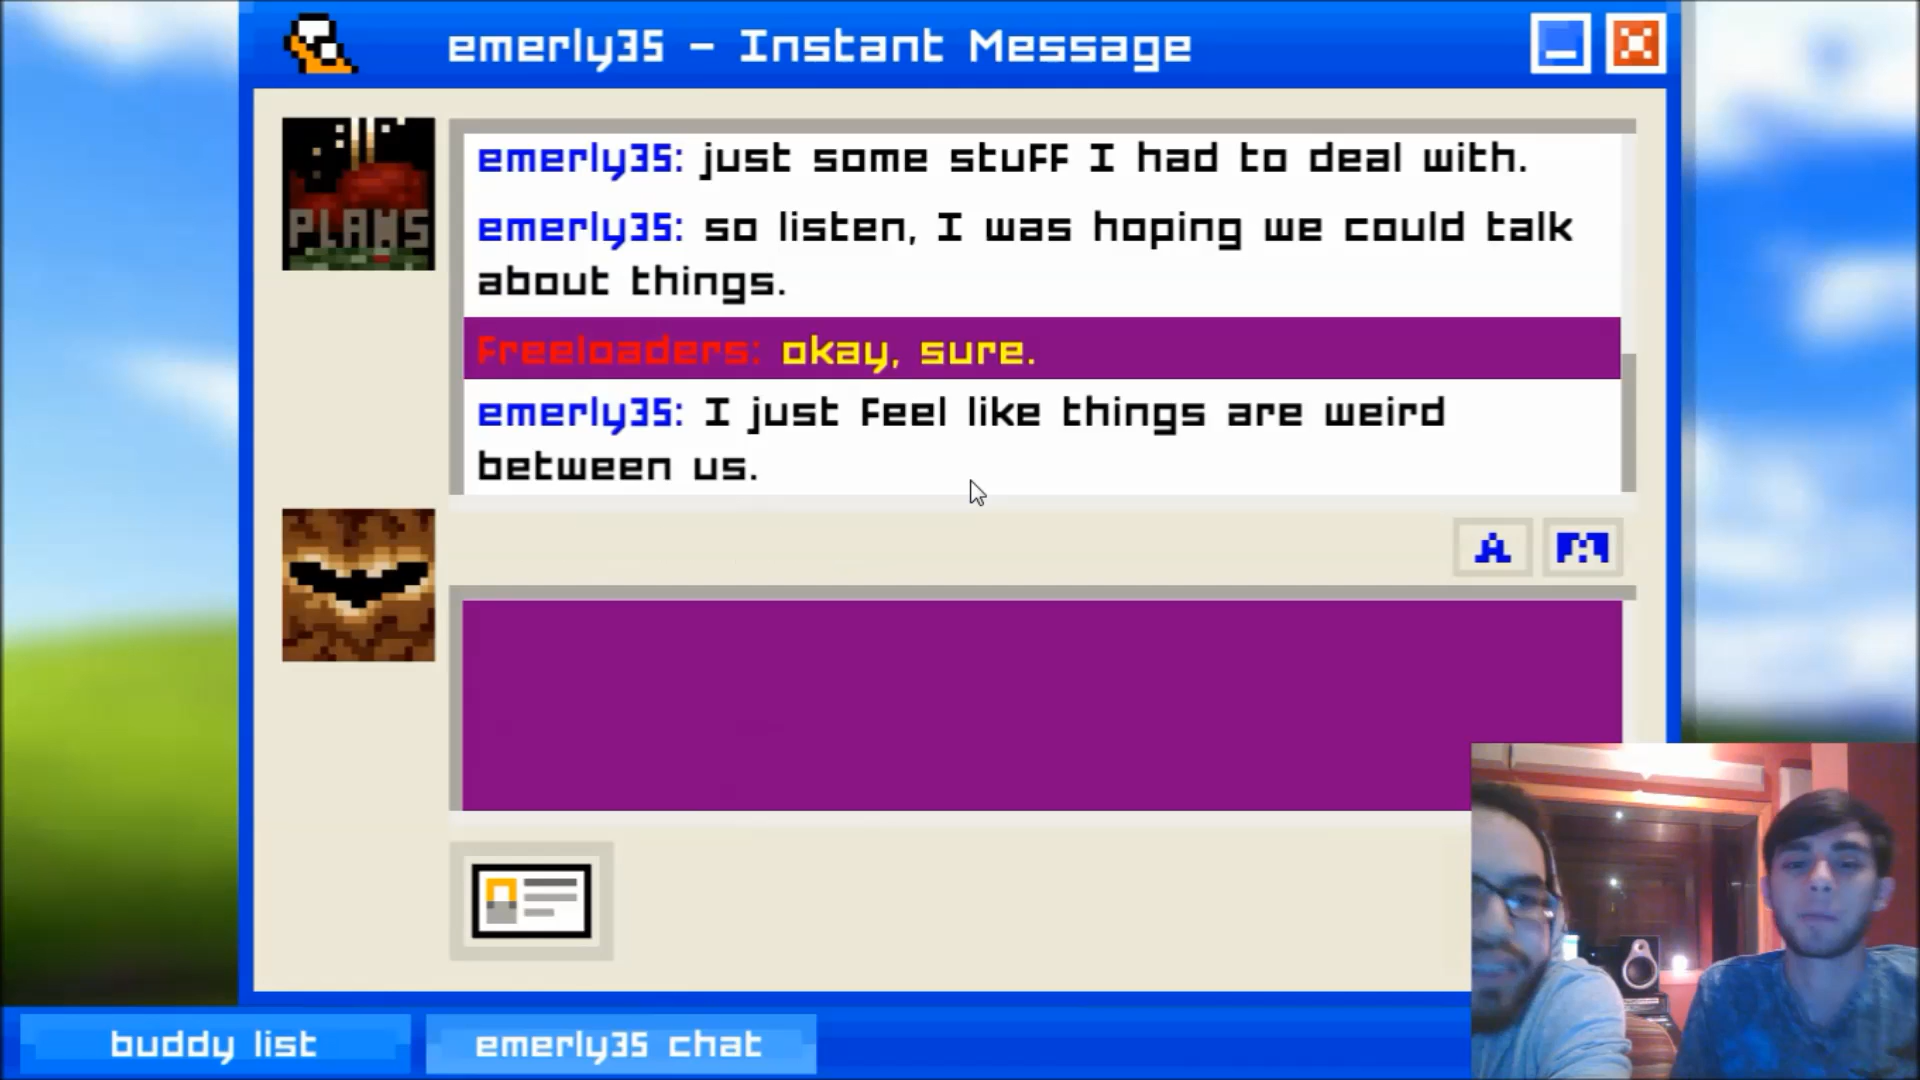 emerly35 - Instant Message
PLANS
emerly35: just some stuff I had to deal with.
emerly35: so listen, I was hoping we could talk
about things.
Freeloaders: okay, sure.
emerly35: I just feel like things are weird
between us.
A
buddy list
emerly35 chat